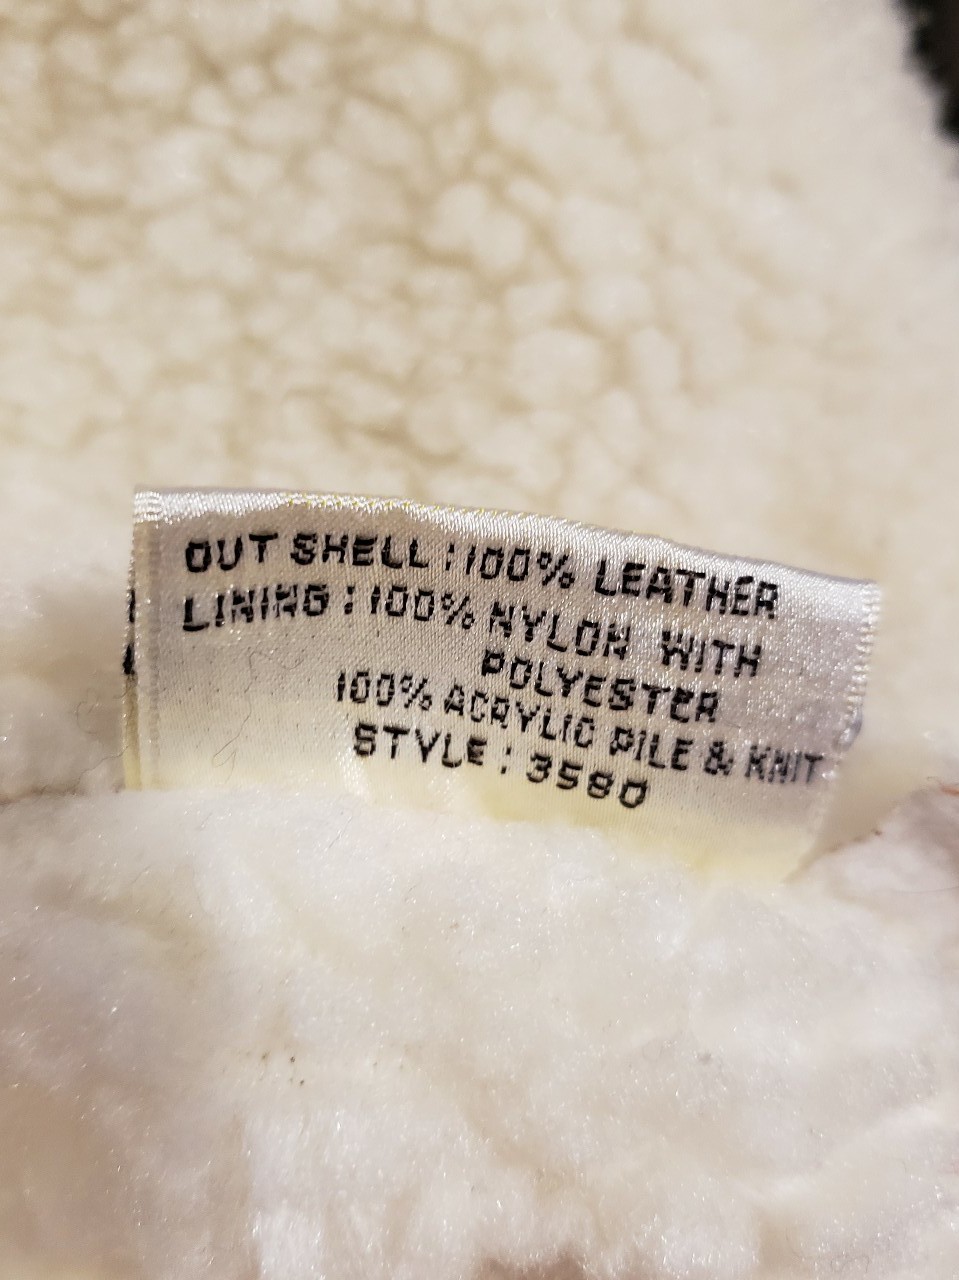 OUT SHELL : 100% LEATHER
LINING : 100% NYLON WITH
POLYESTER
100% ACRYLIC PILE & KNIT
STYLE : 3580